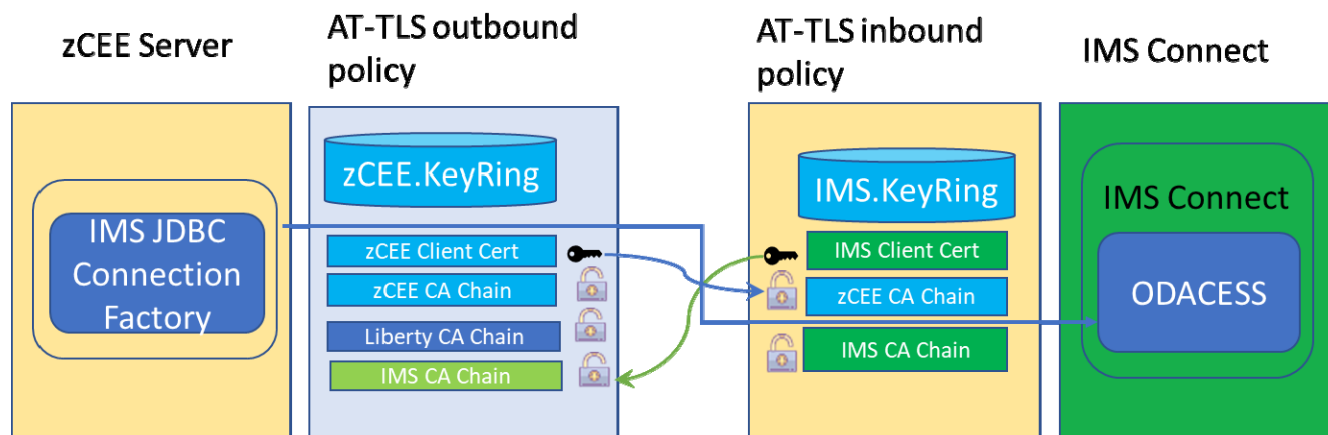 zCEE Server
AT-TLS outbound
policy
AT-TLS inbound
policy
IMS Connect
IMS JDBC
Connection
Factory
zCEE.KeyRing
zCEE Client Cert
zCEE CA Chain
Liberty CA Chain
IMS CA Chain
IMS.KeyRing
IMS Client Cert
zCEE CA Chain
IMS CA Chain
IMS Connect
ODACESS